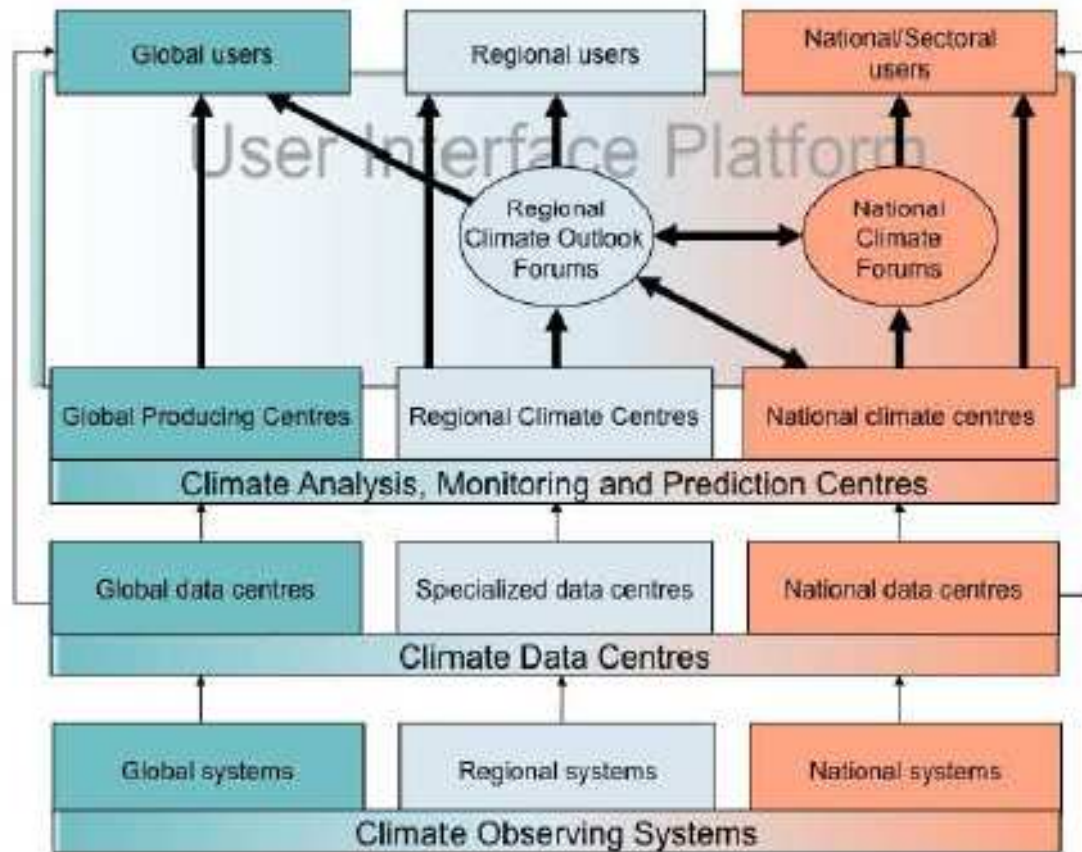 Global users
Regional users
National/Sectoral
users
User Interface Platform
Regional
Climate Outlook
Forums
National
Climate
Forums
Global Producing Centres
Regional Climate Centres
National climate centres
Climate Analysis, Monitoring and Prediction Centres
Global data centres
Specialized data centres
National data centres
Climate Data Centres
Global systems
Regional systems
National systems
Climate Observing Systems